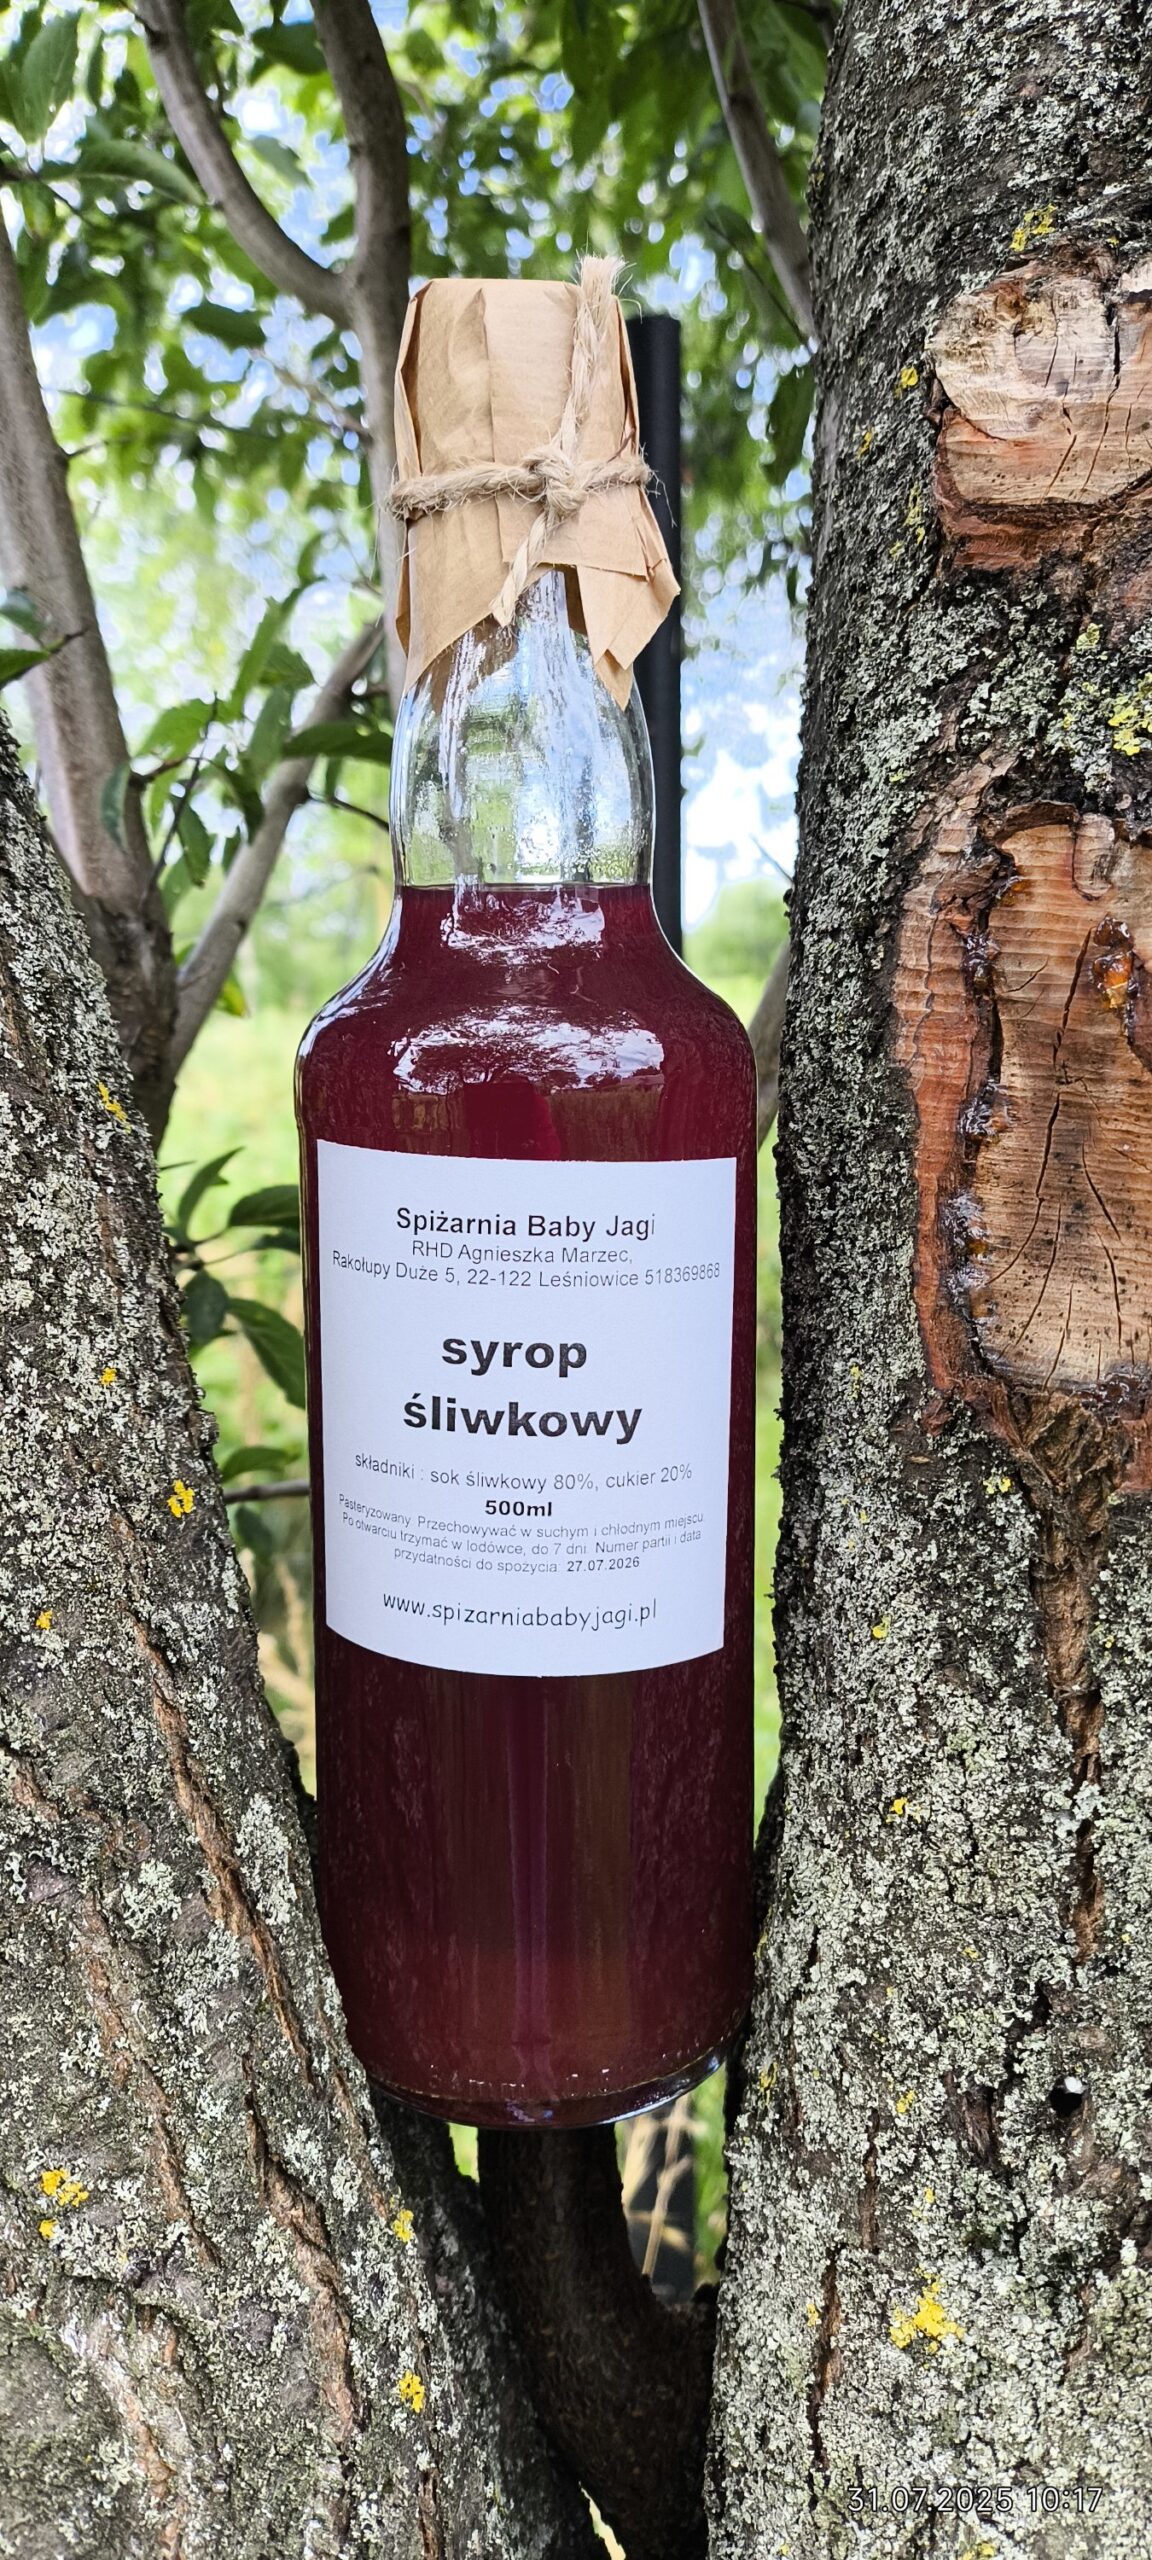 Spiżarnia Baby Jagi
RHD Agnieszka Marzec,
Rakołupy Duże 5, 22-122 Leśniowice 518369868
syrop
śliwkowy
składniki : sok śliwkowy 80%, cukier 20%
500ml
Pasteryzowany. Przechowywać w suchym i chłodnym miejscu.
Po otwarciu trzymać w lodówce, do 7 dni. Numer partii i data
przydatności do spożycia: 27.07.2026
www.spizarniababyjagi.pl
31.07.2025 10:17